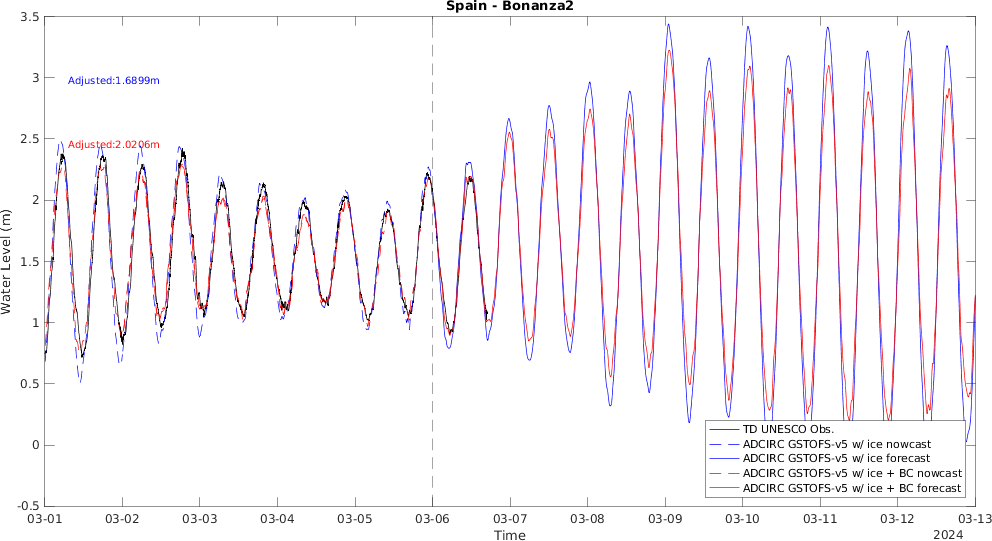 Spain - Bonanza2
3.5
3
2.5
2
1.5
1
0.5
0
-0.5
Water Level (m)
Adjusted:1.6899m
Adjusted:2.0206m
TD UNESCO Obs.
ADCIRC GSTOFS-v5 w/ ice nowcast
ADCIRC GSTOFS-v5 w/ ice forecast
ADCIRC GSTOFS-v5 w/ ice + BC nowcast
ADCIRC GSTOFS-v5 w/ ice + BC forecast
03-01 03-02 03-03 03-04 03-05 03-06 03-07 03-08 03-09 03-10 03-11 03-12 03-13
Time
2024